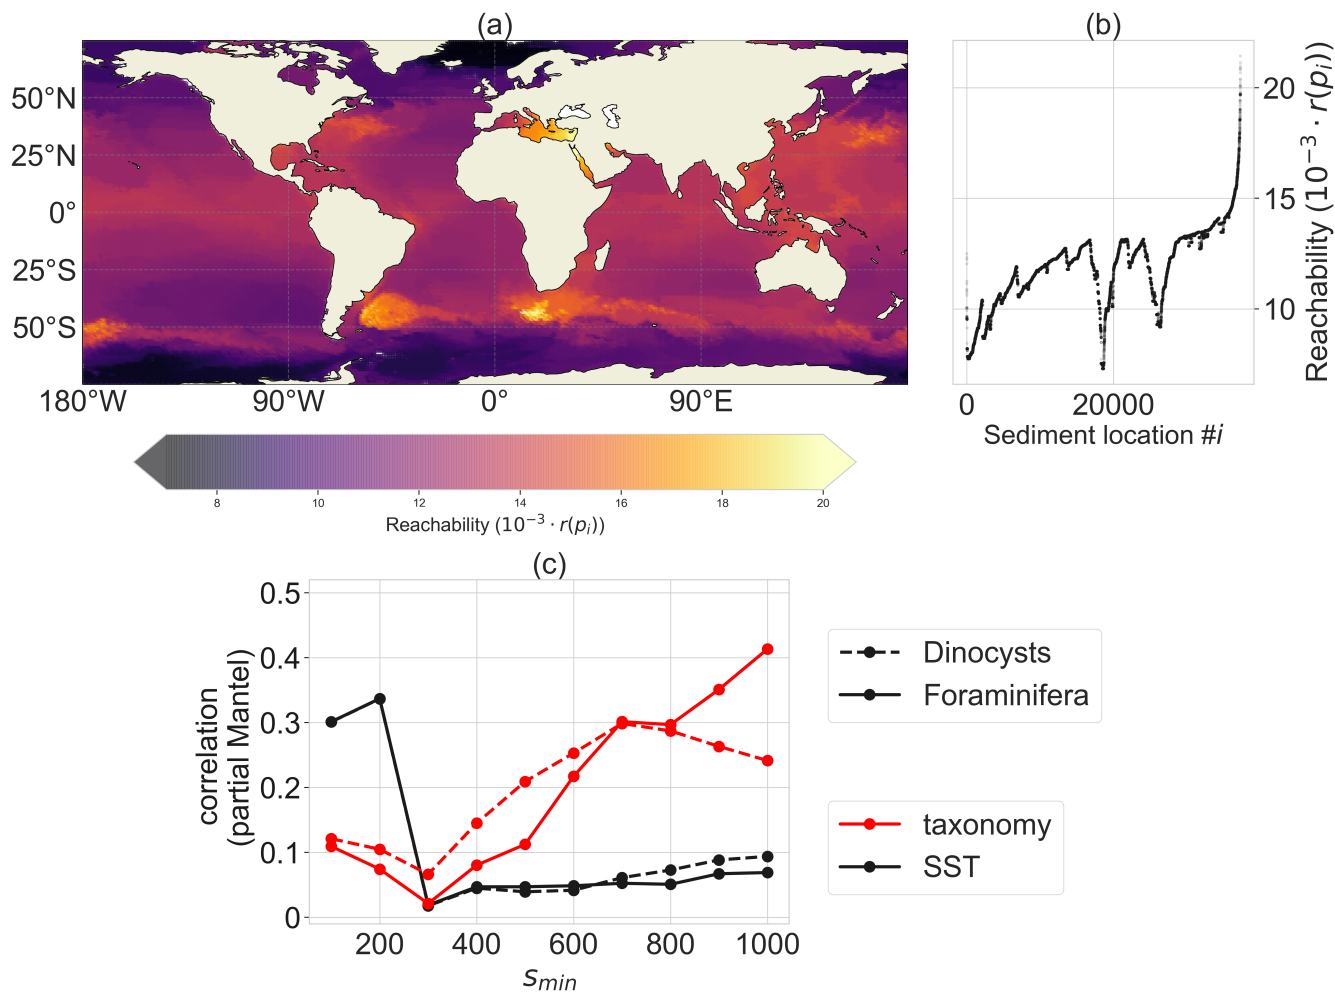 (a)
50°N
25°N
0°
25°S
50°S
180°W
90°W
0°
90°E
8
10
12
14
16
18
20
Reachability (10⁻³ · r(pᵢ))
(b)
20
15
10
Reachability (10⁻³ · r(pᵢ))
0
20000
Sediment location #i
(c)
0.5
0.4
0.3
0.2
0.1
0
correlation
(partial Mantel)
200
400
600
800
1000
s_min
Dinocysts
Foraminifera
taxonomy
SST